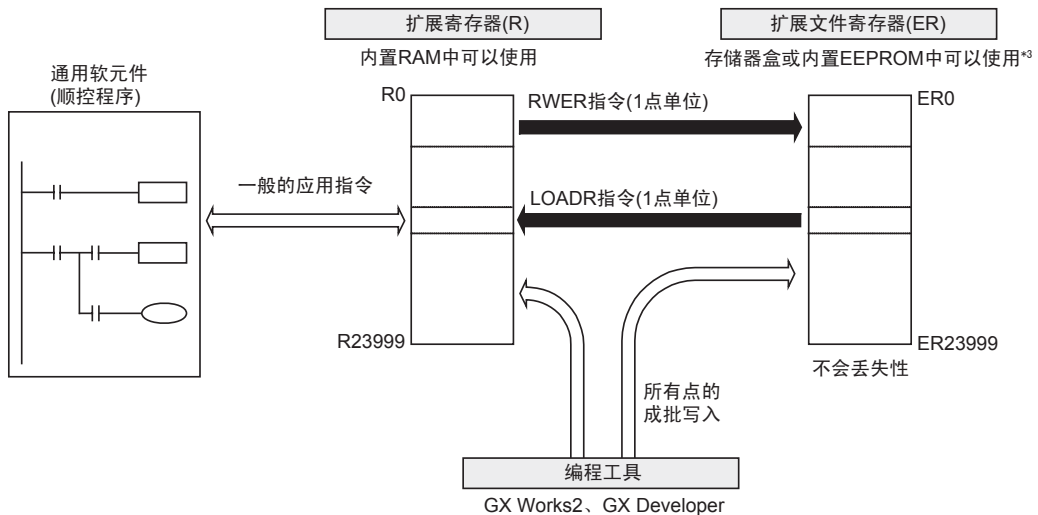 扩展寄存器(R)
内置RAM中可以使用
扩展文件寄存器(ER)
存储器盒或内置EEPROM中可以使用*3
通用软元件
(顺控程序)
R0
RWER指令(1点单位)
ER0
一般的应用指令
LOADR指令(1点单位)
R23999
ER23999
不会丢失性
所有点的
成批写入
编程工具
GX Works2、GX Developer